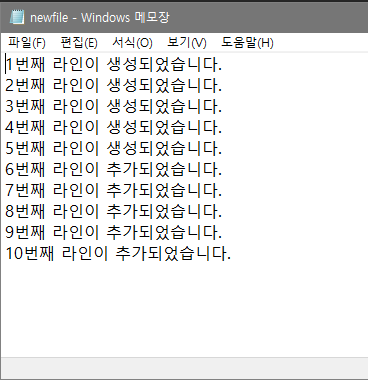 newfile - Windows 메모장
파일(F) 편집(E) 서식(O) 보기(V) 도움말(H)
1번째 라인이 생성되었습니다.
2번째 라인이 생성되었습니다.
3번째 라인이 생성되었습니다.
4번째 라인이 생성되었습니다.
5번째 라인이 생성되었습니다.
6번째 라인이 추가되었습니다.
7번째 라인이 추가되었습니다.
8번째 라인이 추가되었습니다.
9번째 라인이 추가되었습니다.
10번째 라인이 추가되었습니다.